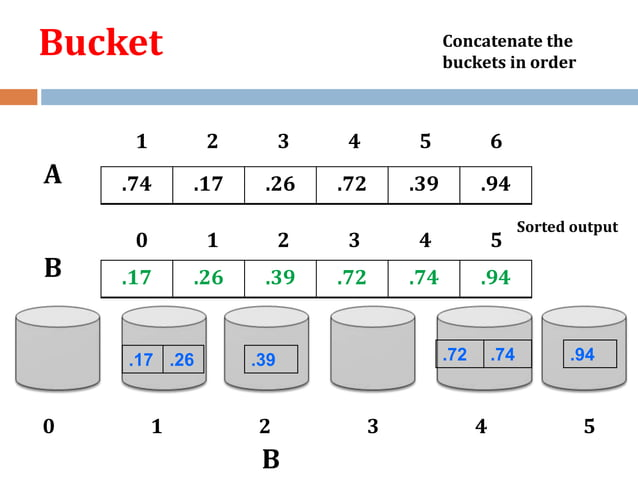 Bucket
Concatenate the
buckets in order
1 2 3 4 5 6
A
.74 .17 .26 .72 .39 .94
Sorted output
0 1 2 3 4 5
B
.17 .26 .39 .72 .74 .94
.17 .26 .39 .72 .74 .94
0 1 2 3 4 5
B